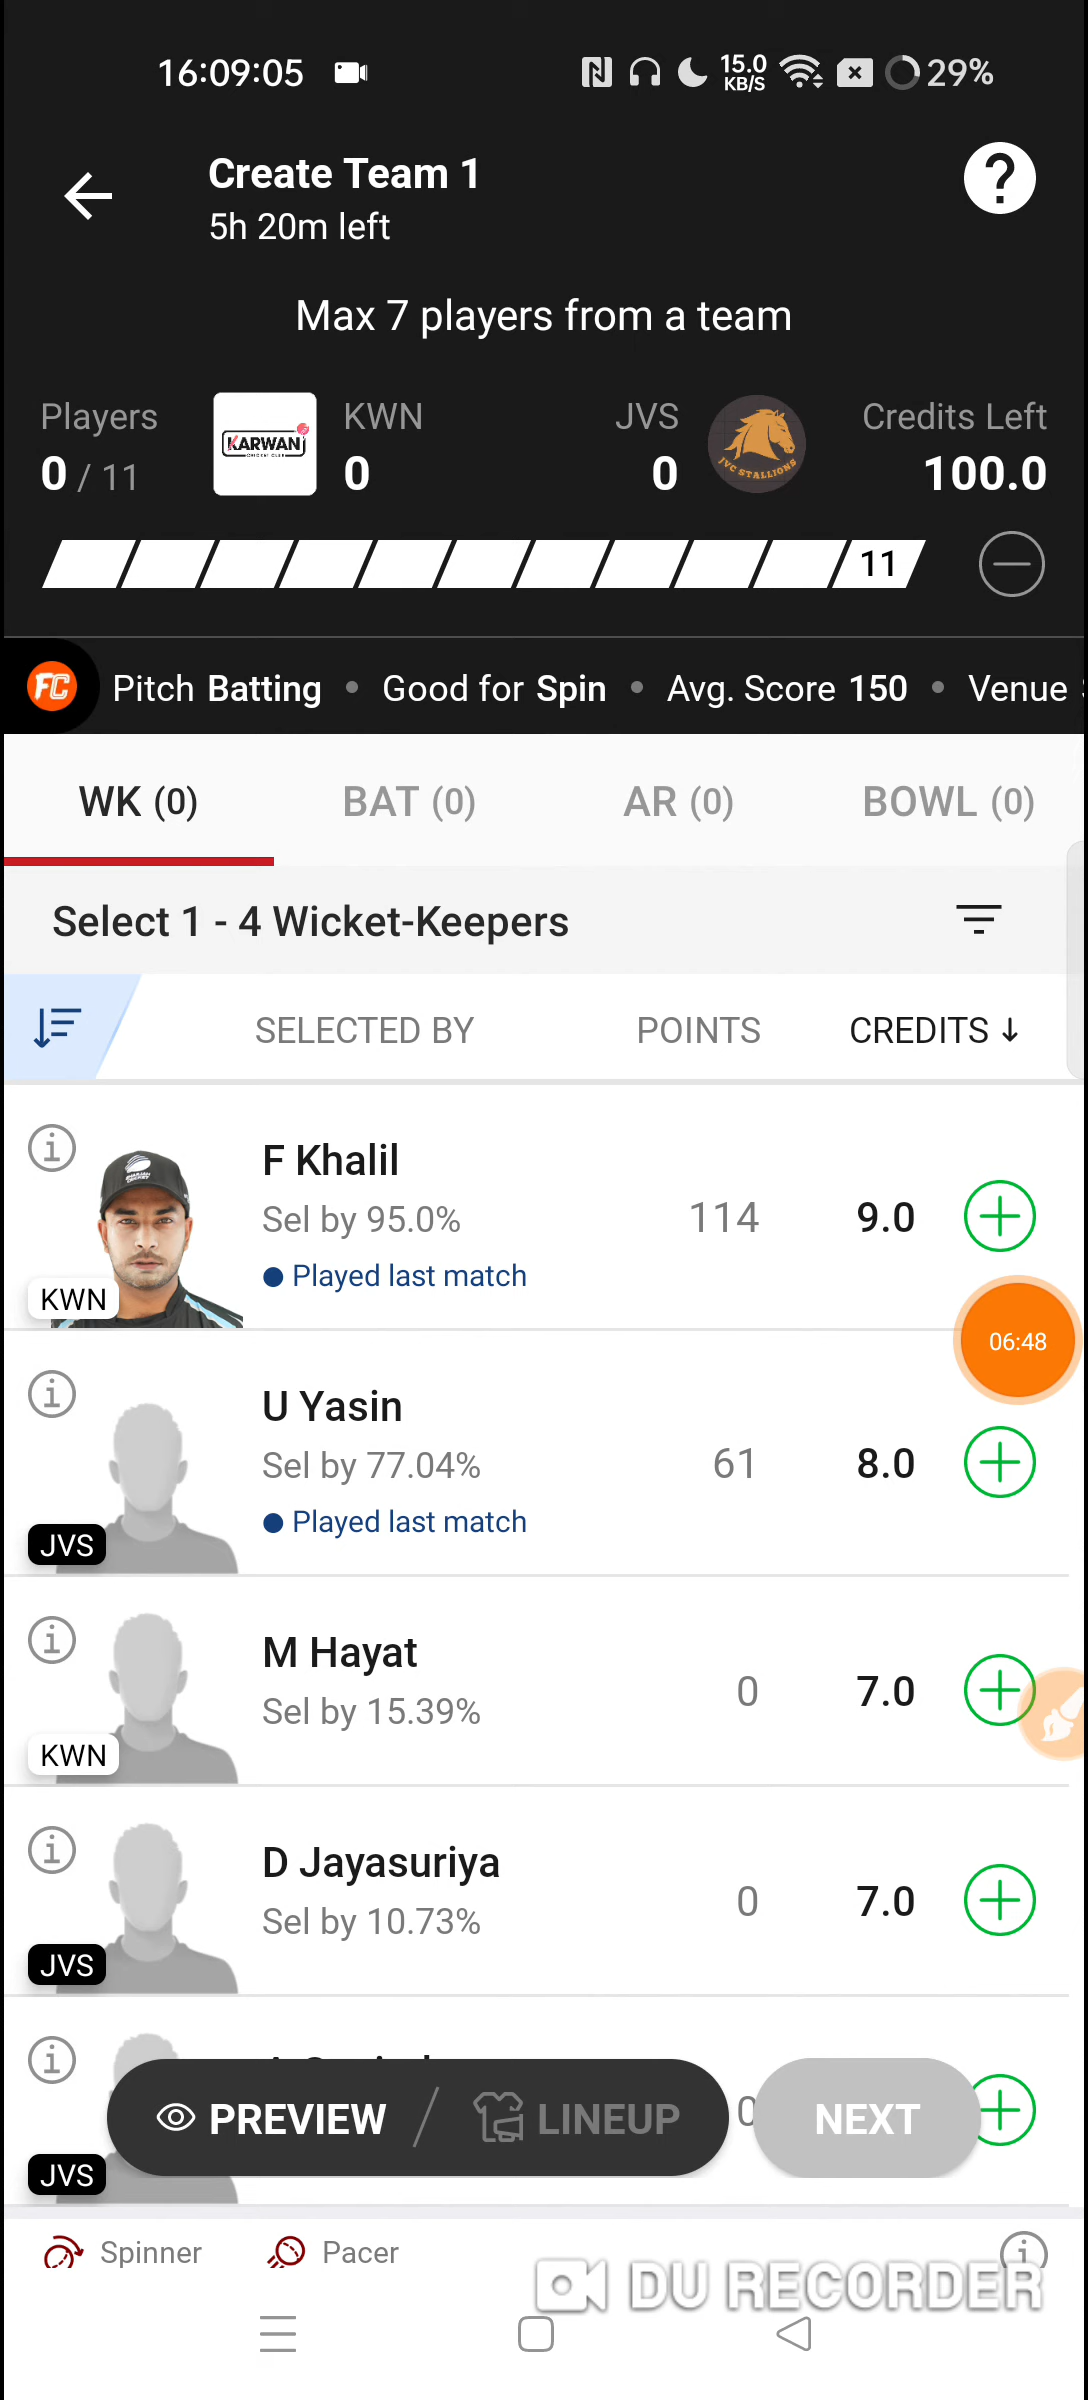 16:09:05 15.0 KB/S 29%
Create Team 1
5h 20m left
Max 7 players from a team
Players KWN JVS Credits Left
0 / 11 0 0 100.0
KARWAN
CRICKET CLUB
JVC STALLIONS
11
FC Pitch Batting • Good for Spin • Avg. Score 150 • Venue
WK (0) BAT (0) AR (0) BOWL (0)
Select 1 - 4 Wicket-Keepers
SELECTED BY POINTS CREDITS ↓
F Khalil
Sel by 95.0% 114 9.0
Played last match
KWN
06:48
U Yasin
Sel by 77.04% 61 8.0
Played last match
JVS
M Hayat
Sel by 15.39% 0 7.0
KWN
D Jayasuriya
Sel by 10.73% 0 7.0
JVS
PREVIEW / LINEUP 0 NEXT
JVS
Spinner Pacer
DU RECORDER